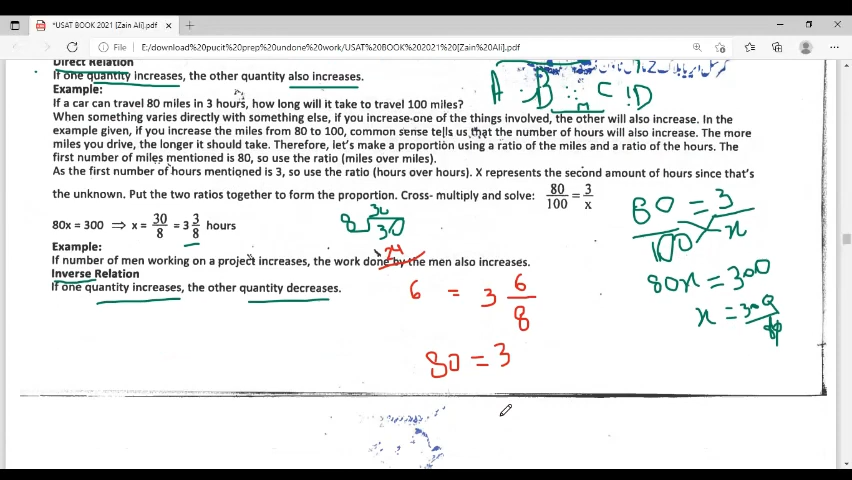 *USAT BOOK 2021 [Zain Ali].pdf
File E:/download%20pucit%20prep%20undone%20work/USAT%20BOOK%202021%20[Zain%20Ali].pdf
Direct Relation
If one quantity increases, the other quantity also increases.
A : B :: C : D
Example:
If a car can travel 80 miles in 3 hours, how long will it take to travel 100 miles?
When something varies directly with something else, if you increase one of the things involved, the other will also increase. In the
example given, if you increase the miles from 80 to 100, common sense tells us that the number of hours will also increase. The more
miles you drive, the longer it should take. Therefore, let's make a proportion using a ratio of the miles and a ratio of the hours. The
first number of miles mentioned is 80, so use the ratio (miles over miles).
As the first number of hours mentioned is 3, so use the ratio (hours over hours). X represents the second amount of hours since that's
the unknown. Put the two ratios together to form the proportion. Cross- multiply and solve: 80/100 = 3/x
80x = 300 ⇒ x = 30/8 = 3 3/8 hours
80/100 = 3/x
80x = 300
x = 300/80
8 30
24
6 = 3 6/8
80 = 3
Example:
If number of men working on a project increases, the work done by the men also increases.
Inverse Relation
If one quantity increases, the other quantity decreases.